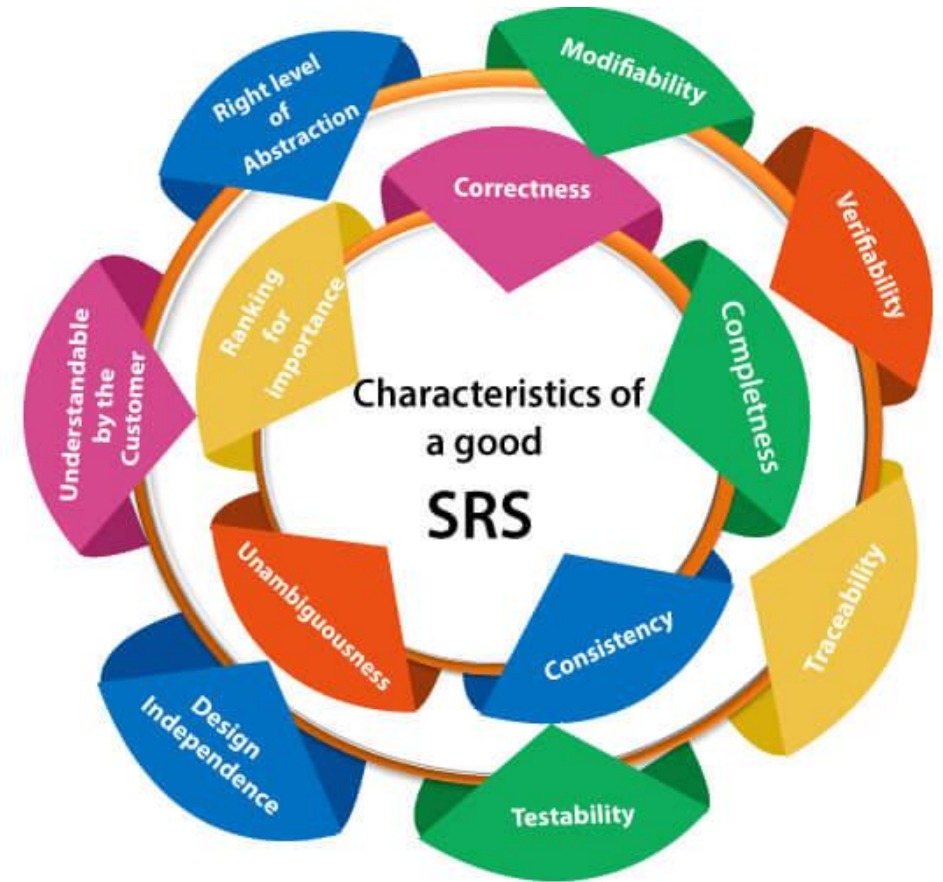 Right level
of
Abstraction
Modifiability
Correctness
Verifiability
Ranking
for
importance
Completness
Understandable
by the
Customer
Characteristics of
a good
SRS
Unambiguousness
Consistency
Traceability
Design
Independence
Testability